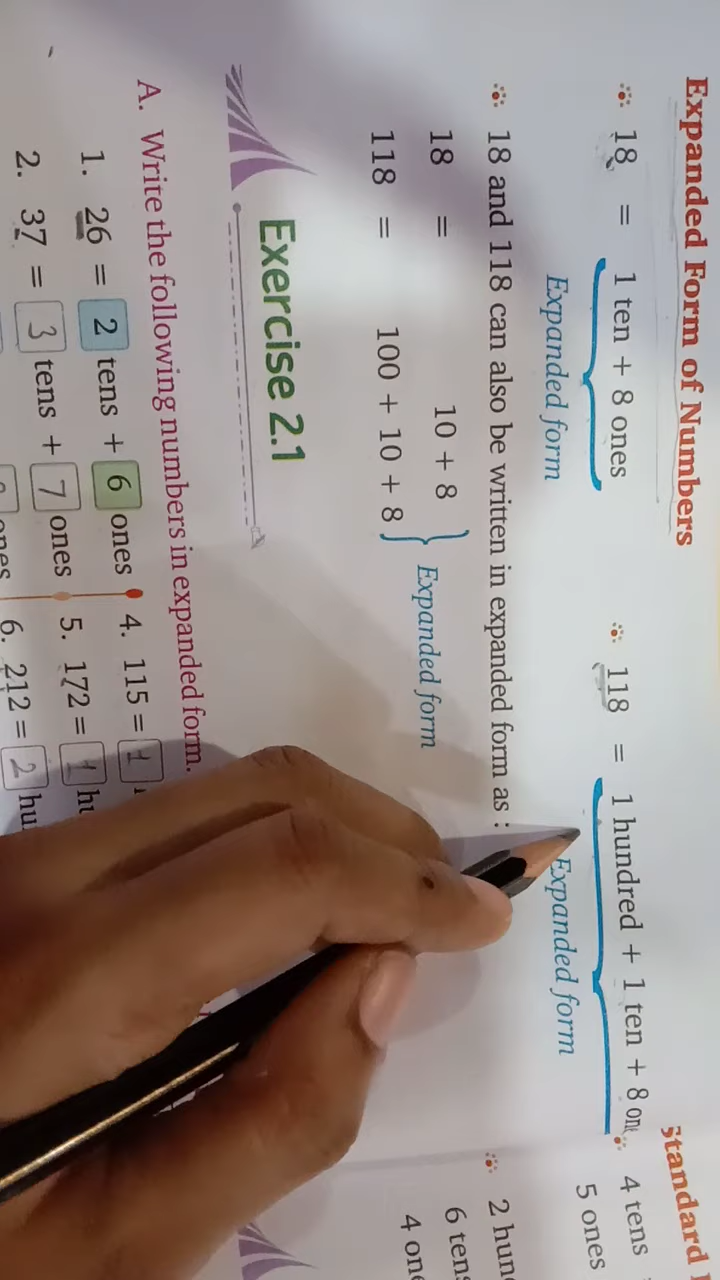 Expanded Form of Numbers
18 = 1 ten + 8 ones
Expanded form
118 = 1 hundred + 1 ten + 8 on
Expanded form
18 and 118 can also be written in expanded form as :
18 = 10 + 8
118 = 100 + 10 + 8
Expanded form
Exercise 2.1
A. Write the following numbers in expanded form.
1. 26 = 2 tens + 6 ones
2. 37 = 3 tens + 7 ones
ones
4. 115 = 1
5. 172 = 1
6. 212 = 2
Standard
4 tens
5 ones
2
6
4